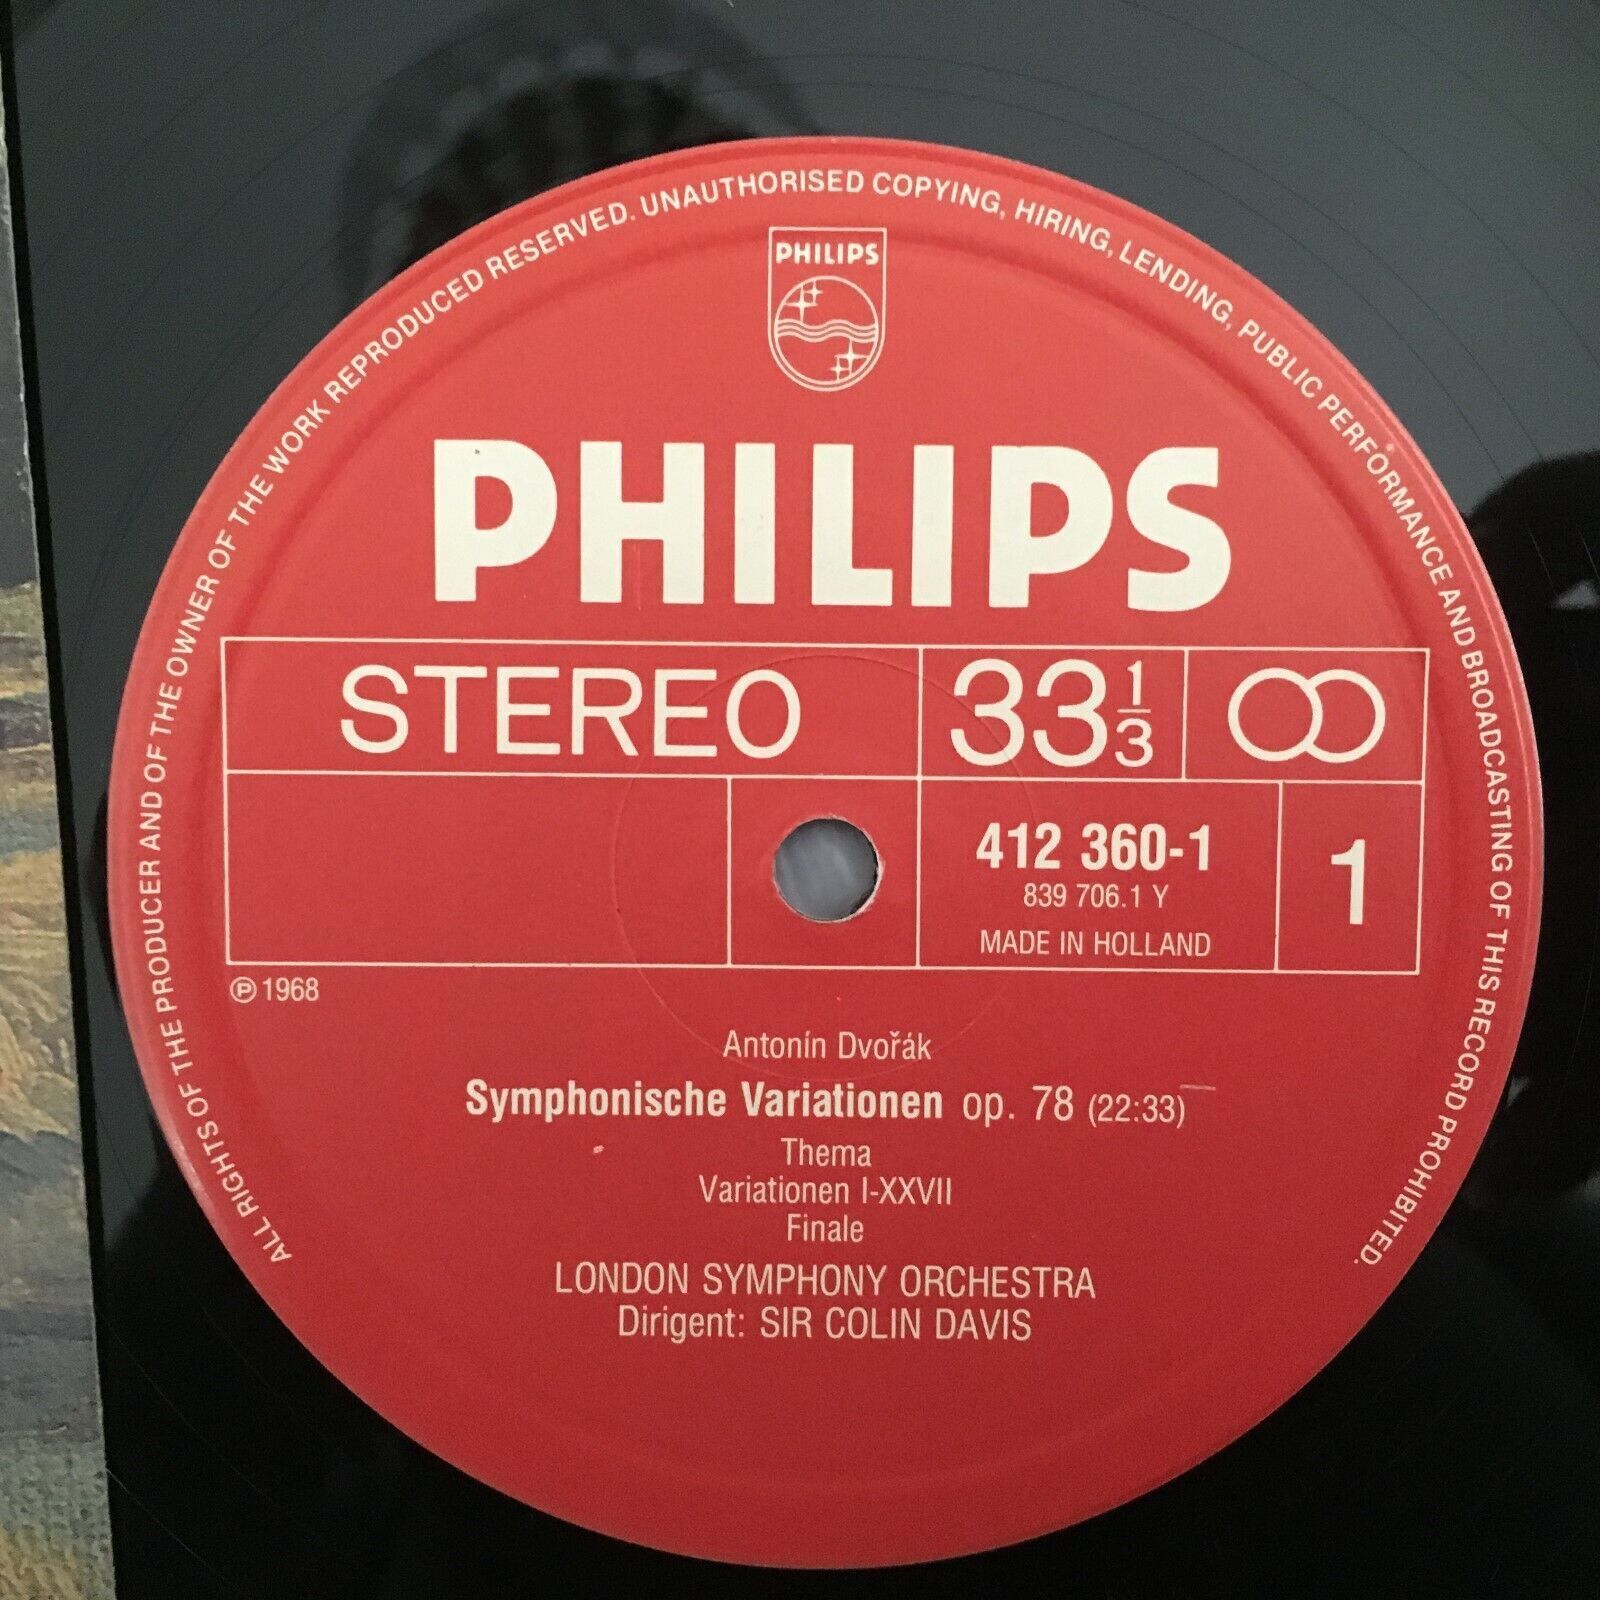 ALL RIGHTS OF THE PRODUCER AND OF THE OWNER OF THE WORK REPRODUCED RESERVED. UNAUTHORISED COPYING, HIRING, LENDING, PUBLIC PERFORMANCE AND BROADCASTING OF THIS RECORD PROHIBITED.
PHILIPS
PHILIPS
STEREO 33 1/3
412 360-1 1
839 706.1 Y
MADE IN HOLLAND
℗ 1968
Antonín Dvořák
Symphonische Variationen op. 78 (22:33)
Thema
Variationen I-XXVII
Finale
LONDON SYMPHONY ORCHESTRA
Dirigent: SIR COLIN DAVIS